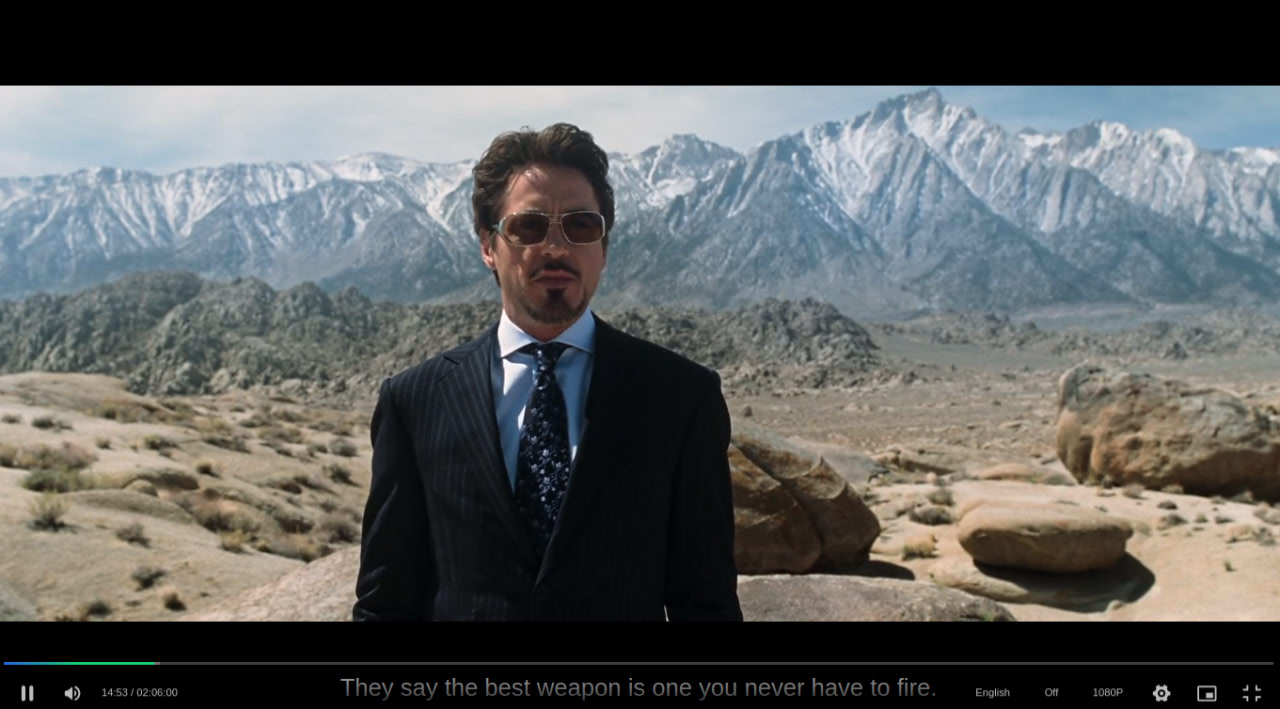 They say the best weapon is one you never have to fire.
14:53 / 02:06:00
English
Off
1080P